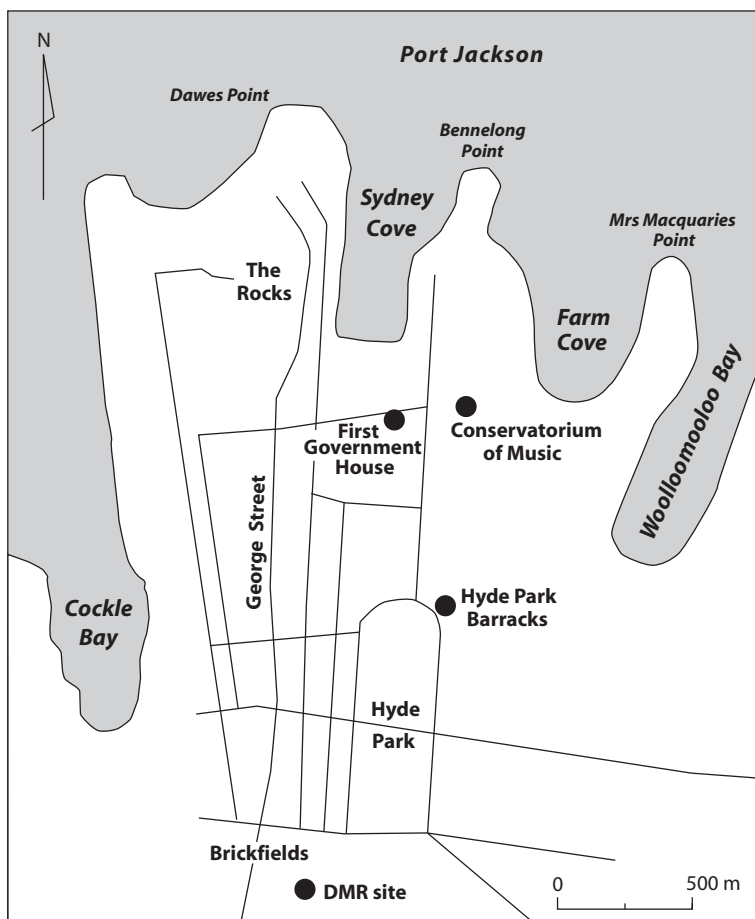 N
Port Jackson
Dawes Point
Bennelong
Point
Sydney
Cove
Mrs Macquaries
Point
The
Rocks
Farm
Cove
Woolloomooloo Bay
First
Government
House
Conservatorium
of Music
George Street
Cockle
Bay
Hyde Park
Barracks
Hyde
Park
Brickfields
DMR site
0 500 m